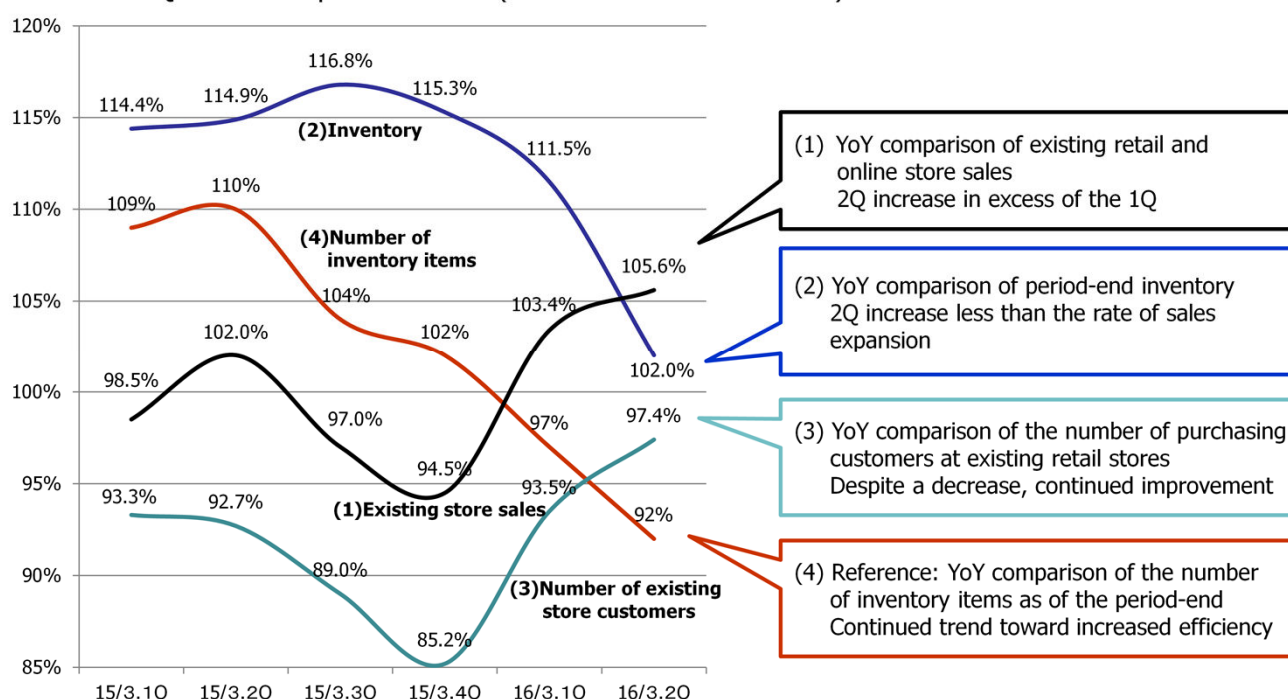 120%
115%
110%
105%
100%
95%
90%
85%
114.4%
114.9%
116.8%
115.3%
111.5%
102.0%
(2)Inventory
109%
110%
104%
102%
97%
92%
(4)Number of
inventory items
98.5%
102.0%
97.0%
94.5%
103.4%
105.6%
(1)Existing store sales
93.3%
92.7%
89.0%
85.2%
93.5%
97.4%
(3)Number of existing
store customers
15/3.1Q
15/3.2Q
15/3.3Q
15/3.4Q
16/3.1Q
16/3.2Q
(1) YoY comparison of existing retail and
online store sales
2Q increase in excess of the 1Q
(2) YoY comparison of period-end inventory
2Q increase less than the rate of sales
expansion
(3) YoY comparison of the number of purchasing
customers at existing retail stores
Despite a decrease, continued improvement
(4) Reference: YoY comparison of the number
of inventory items as of the period-end
Continued trend toward increased efficiency